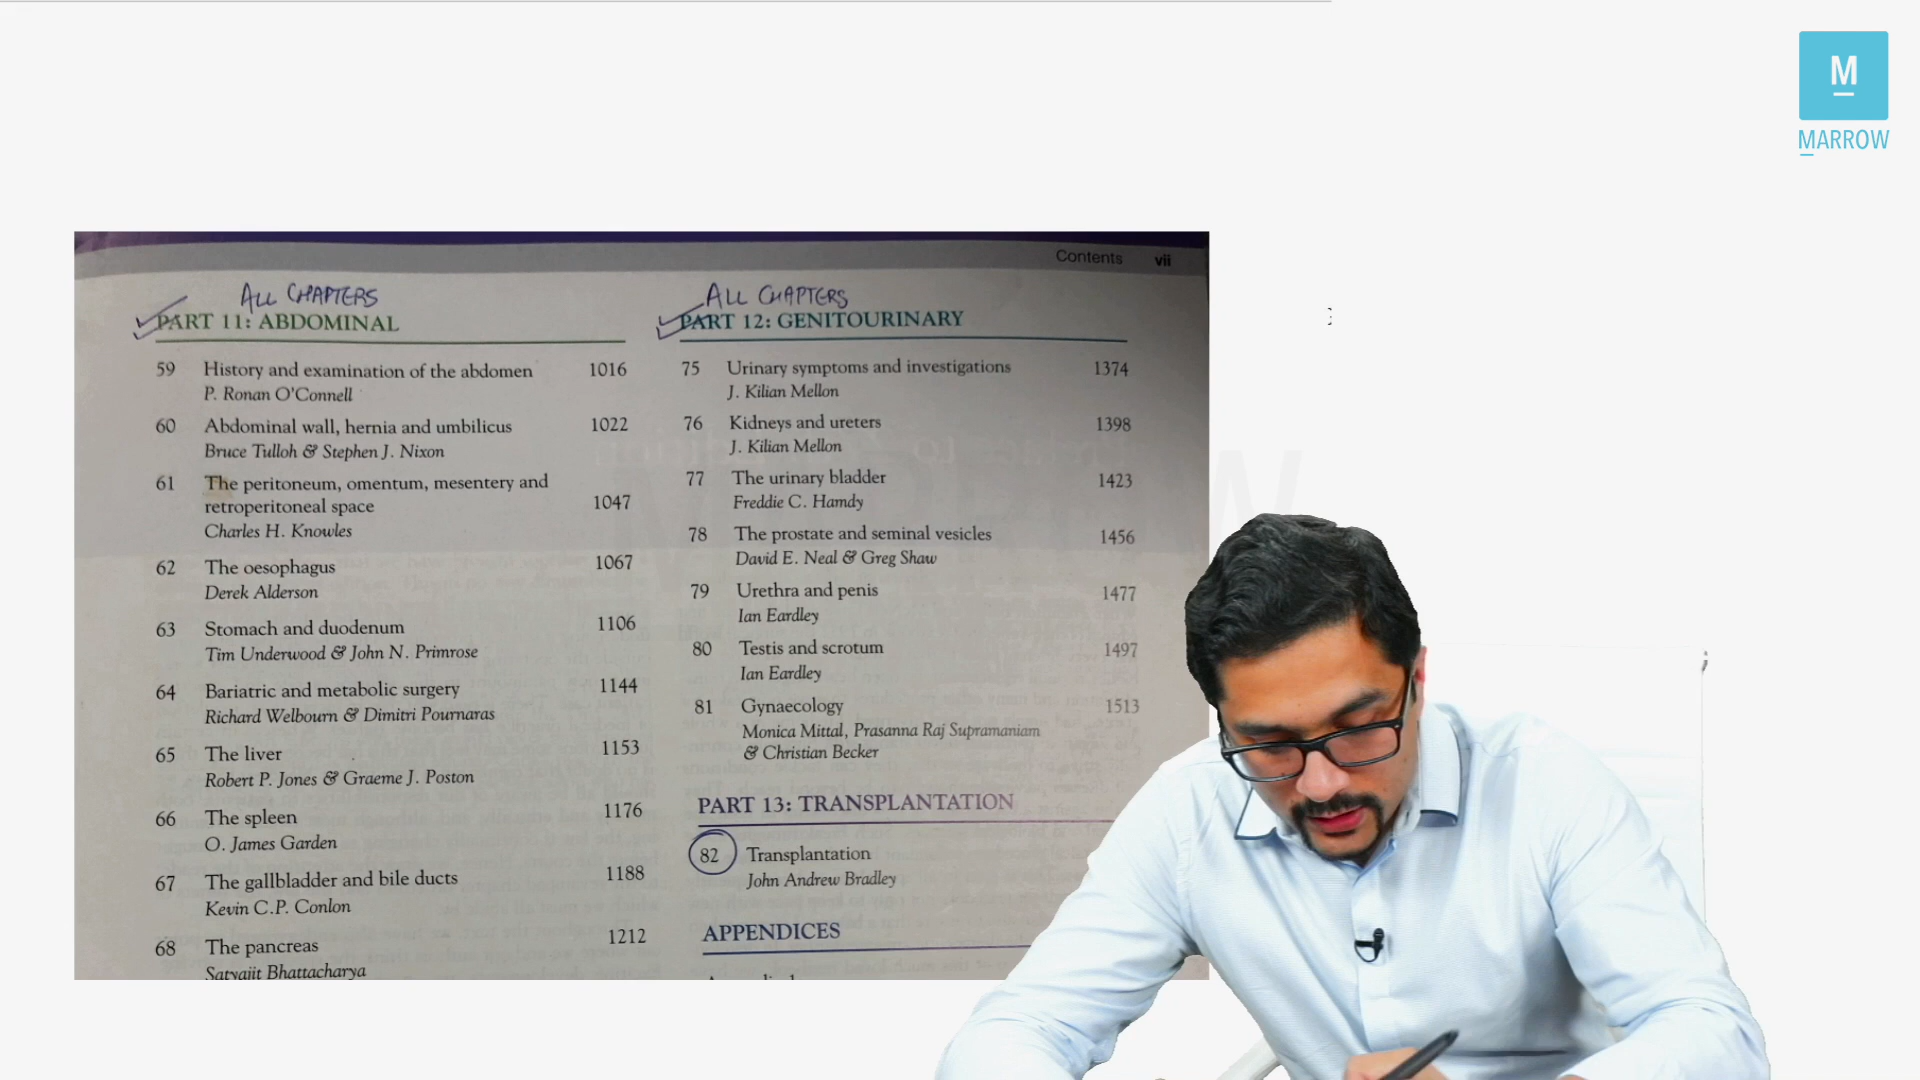 M
MARROW
Contents vii
ALL CHAPTERS
PART 11: ABDOMINAL
59 History and examination of the abdomen 1016
P. Ronan O'Connell
60 Abdominal wall, hernia and umbilicus 1022
Bruce Tulloh & Stephen J. Nixon
61 The peritoneum, omentum, mesentery and
retroperitoneal space 1047
Charles H. Knowles
62 The oesophagus 1067
Derek Alderson
63 Stomach and duodenum 1106
Tim Underwood & John N. Primrose
64 Bariatric and metabolic surgery 1144
Richard Welbourn & Dimitri Pournaras
65 The liver 1153
Robert P. Jones & Graeme J. Poston
66 The spleen 1176
O. James Garden
67 The gallbladder and bile ducts 1188
Kevin C.P. Conlon
68 The pancreas 1212
Satyajit Bhattacharya
ALL CHAPTERS
PART 12: GENITOURINARY
75 Urinary symptoms and investigations 1374
J. Kilian Mellon
76 Kidneys and ureters 1398
J. Kilian Mellon
77 The urinary bladder 1423
Freddie C. Hamdy
78 The prostate and seminal vesicles 1456
David E. Neal & Greg Shaw
79 Urethra and penis 1477
Ian Eardley
80 Testis and scrotum 1497
Ian Eardley
81 Gynaecology 1513
Monica Mittal, Prasanna Raj Supramaniam
& Christian Becker
PART 13: TRANSPLANTATION
82 Transplantation
John Andrew Bradley
APPENDICES